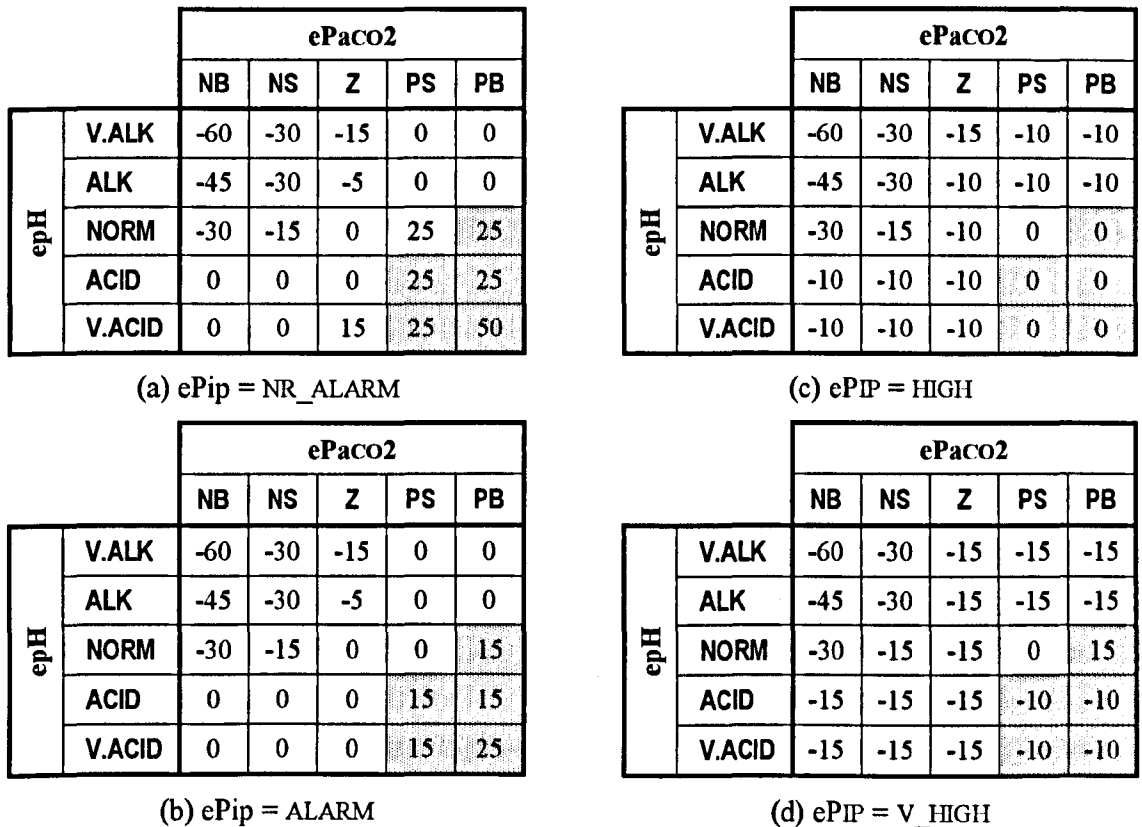 ePaCO2
NB NS Z PS PB
epH
V.ALK -60 -30 -15 0 0
ALK -45 -30 -5 0 0
NORM -30 -15 0 25 25
ACID 0 0 0 25 25
V.ACID 0 0 15 25 50
(a) ePip = NR_ALARM
ePaCO2
NB NS Z PS PB
epH
V.ALK -60 -30 -15 -10 -10
ALK -45 -30 -10 -10 -10
NORM -30 -15 -10 0 0
ACID -10 -10 -10 0 0
V.ACID -10 -10 -10 0 0
(c) ePIP = HIGH
ePaCO2
NB NS Z PS PB
epH
V.ALK -60 -30 -15 0 0
ALK -45 -30 -5 0 0
NORM -30 -15 0 0 15
ACID 0 0 0 15 15
V.ACID 0 0 0 15 25
(b) ePip = ALARM
ePaCO2
NB NS Z PS PB
epH
V.ALK -60 -30 -15 -15 -15
ALK -45 -30 -15 -15 -15
NORM -30 -15 -15 0 15
ACID -15 -15 -15 -10 -10
V.ACID -15 -15 -15 -10 -10
(d) ePIP = V_HIGH